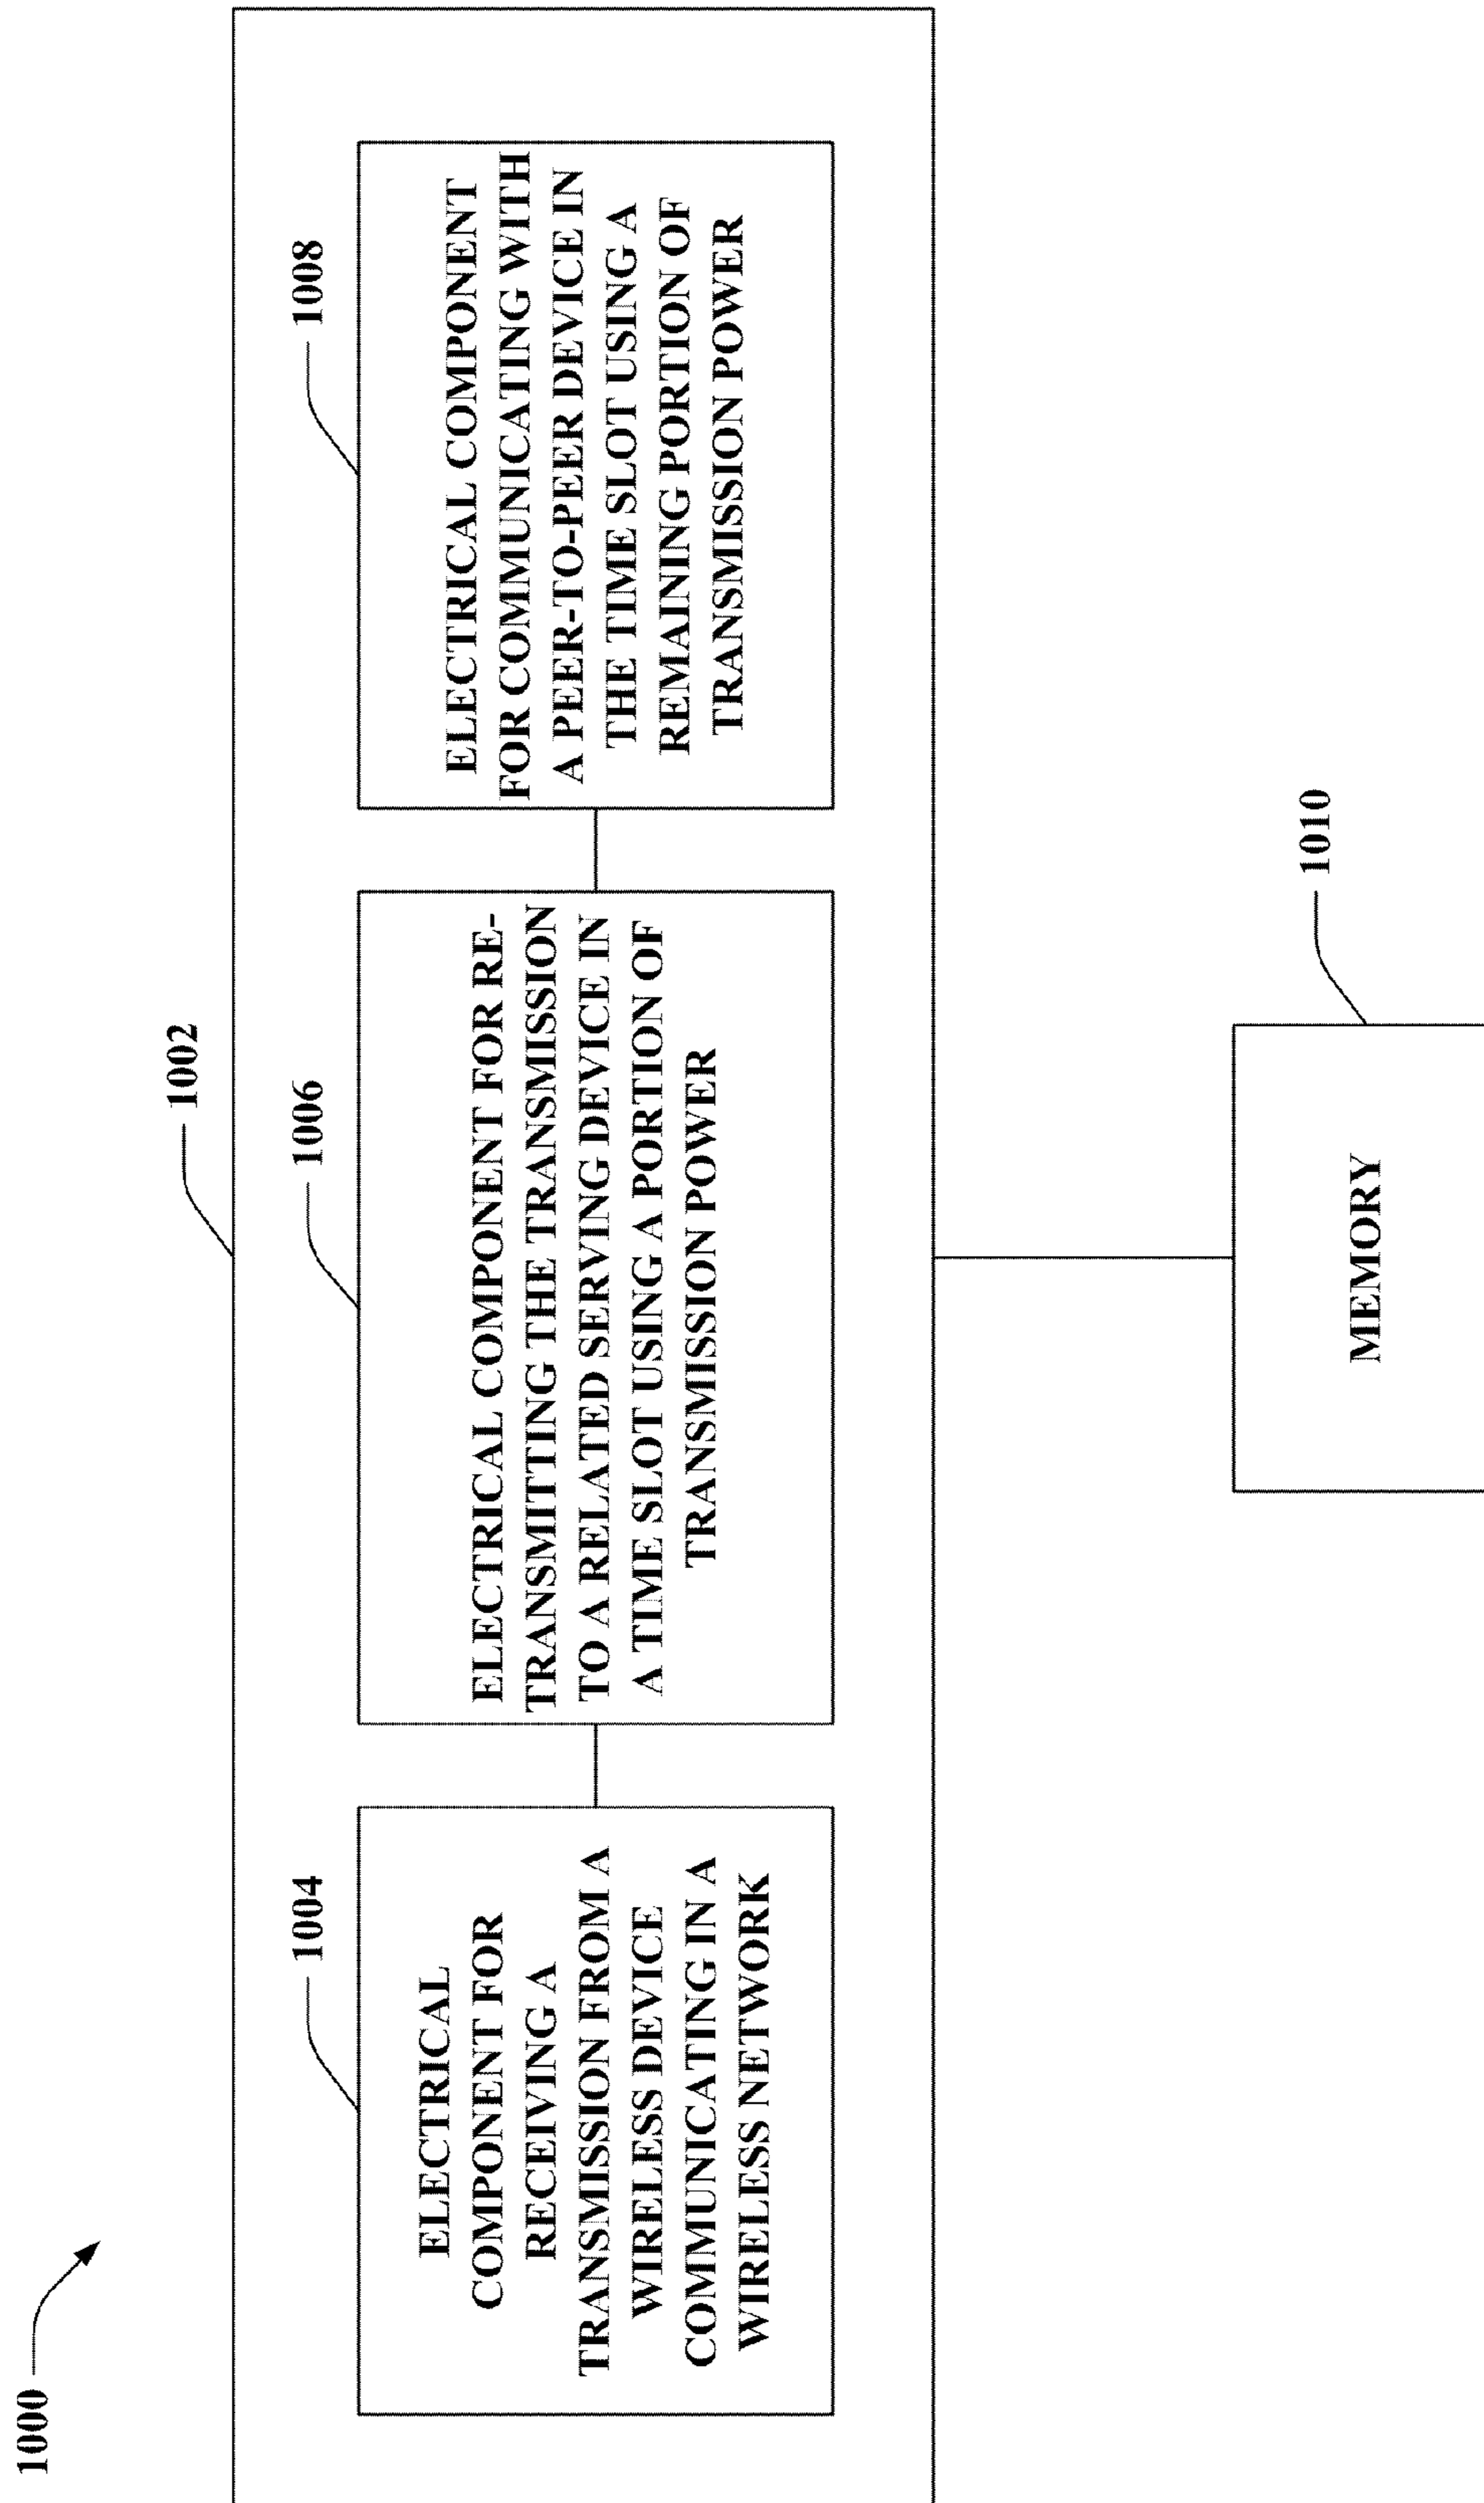 1000
1002
1004
ELECTRICAL
COMPONENT FOR
RECEIVING A
TRANSMISSION FROM A
WIRELESS DEVICE
COMMUNICATING IN A
WIRELESS NETWORK
1006
ELECTRICAL COMPONENT FOR RE-
TRANSMITTING THE TRANSMISSION
TO A RELATED SERVING DEVICE IN
A TIME SLOT USING A PORTION OF
TRANSMISSION POWER
1008
ELECTRICAL COMPONENT
FOR COMMUNICATING WITH
A PEER-TO-PEER DEVICE IN
THE TIME SLOT USING A
REMAINING PORTION OF
TRANSMISSION POWER
1010
MEMORY